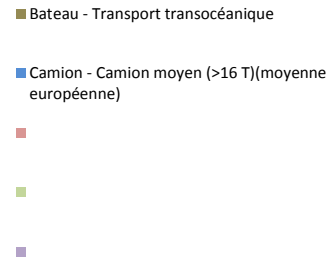 Bateau - Transport transocéanique
Camion - Camion moyen (>16 T)(moyenne
européenne)